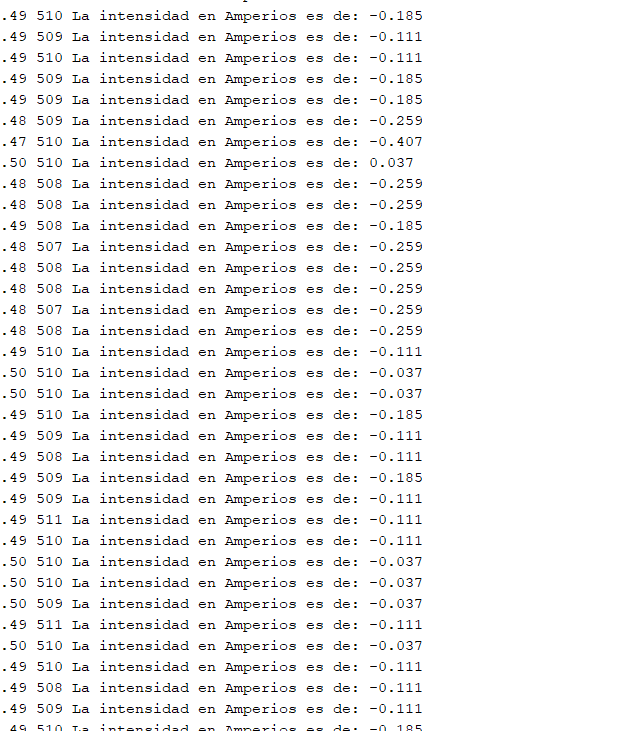 .49 510 La intensidad en Amperios es de: -0.185
.49 509 La intensidad en Amperios es de: -0.111
.49 510 La intensidad en Amperios es de: -0.111
.49 509 La intensidad en Amperios es de: -0.185
.49 509 La intensidad en Amperios es de: -0.185
.48 509 La intensidad en Amperios es de: -0.259
.47 510 La intensidad en Amperios es de: -0.407
.50 510 La intensidad en Amperios es de: 0.037
.48 508 La intensidad en Amperios es de: -0.259
.48 508 La intensidad en Amperios es de: -0.259
.49 508 La intensidad en Amperios es de: -0.185
.48 507 La intensidad en Amperios es de: -0.259
.48 508 La intensidad en Amperios es de: -0.259
.48 508 La intensidad en Amperios es de: -0.259
.48 507 La intensidad en Amperios es de: -0.259
.48 508 La intensidad en Amperios es de: -0.259
.49 510 La intensidad en Amperios es de: -0.111
.50 510 La intensidad en Amperios es de: -0.037
.50 510 La intensidad en Amperios es de: -0.037
.49 510 La intensidad en Amperios es de: -0.185
.49 509 La intensidad en Amperios es de: -0.111
.49 508 La intensidad en Amperios es de: -0.111
.49 509 La intensidad en Amperios es de: -0.185
.49 509 La intensidad en Amperios es de: -0.111
.49 511 La intensidad en Amperios es de: -0.111
.49 510 La intensidad en Amperios es de: -0.111
.50 510 La intensidad en Amperios es de: -0.037
.50 510 La intensidad en Amperios es de: -0.037
.50 509 La intensidad en Amperios es de: -0.037
.49 511 La intensidad en Amperios es de: -0.111
.50 510 La intensidad en Amperios es de: -0.037
.49 510 La intensidad en Amperios es de: -0.111
.49 508 La intensidad en Amperios es de: -0.111
.49 509 La intensidad en Amperios es de: -0.111
.49 510 La intensidad en Amperios es de: -0.185